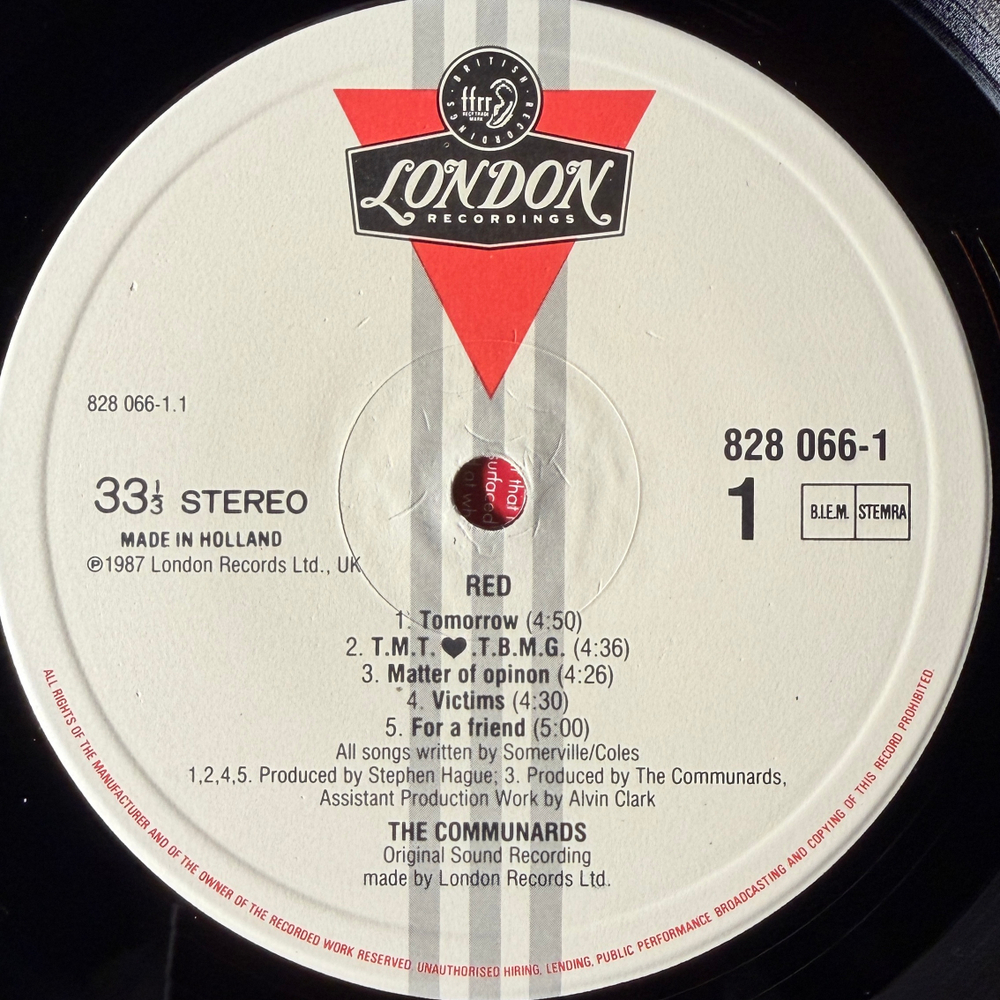 BRITISH RECORDINGS
ffrr
LONDON
RECORDINGS
828 066-1.1
828 066-1
33⅓ STEREO
1
B.I.E.M. STEMRA
MADE IN HOLLAND
℗1987 London Records Ltd., UK
that
surfaced
RED
1. Tomorrow (4:50)
2. T.M.T.♥.T.B.M.G. (4:36)
3. Matter of opinon (4:26)
4. Victims (4:30)
5. For a friend (5:00)
All songs written by Somerville/Coles
1,2,4,5. Produced by Stephen Hague; 3. Produced by The Communards,
Assistant Production Work by Alvin Clark
THE COMMUNARDS
Original Sound Recording
made by London Records Ltd.
ALL RIGHTS OF THE MANUFACTURER AND OF THE OWNER OF THE RECORDED WORK RESERVED. UNAUTHORISED HIRING, LENDING, PUBLIC PERFORMANCE BROADCASTING AND COPYING OF THIS RECORD PROHIBITED.